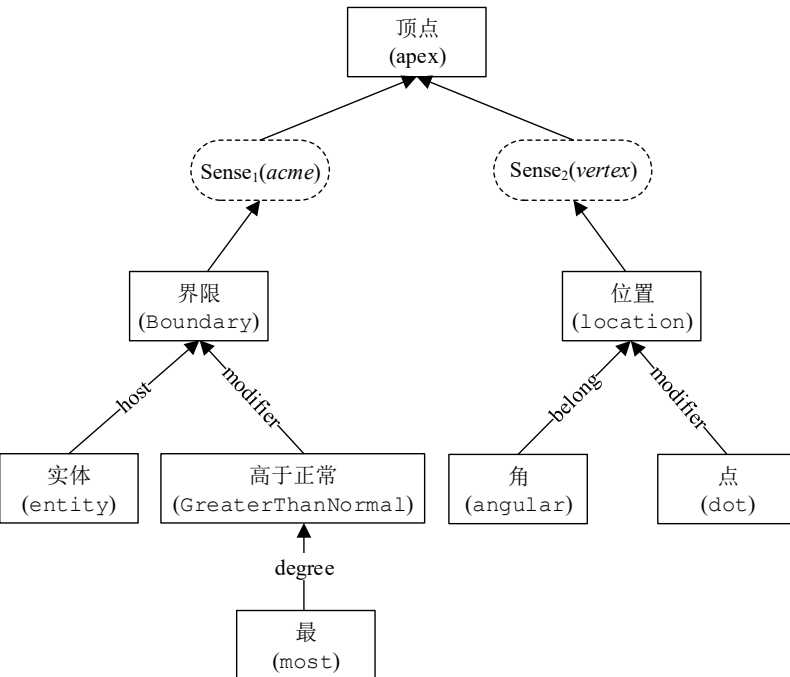 顶点
(apex)
Sense₁(acme)
Sense₂(vertex)
界限
(Boundary)
位置
(location)
host
modifier
belong
modifier
实体
(entity)
高于正常
(GreaterThanNormal)
角
(angular)
点
(dot)
degree
最
(most)